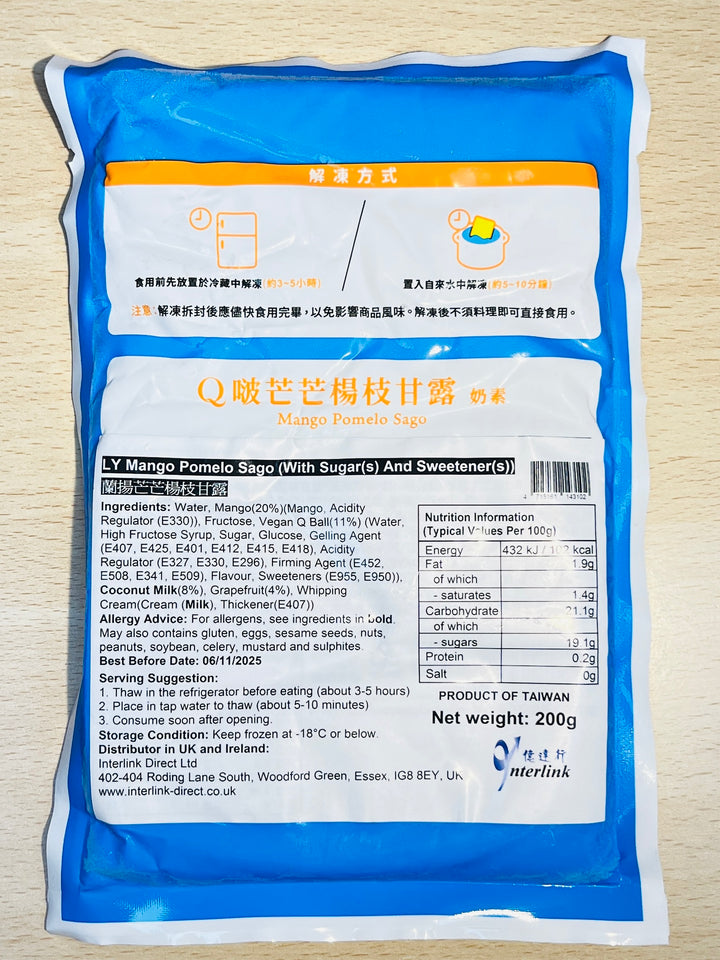 解凍方式
食用前先放置於冷藏中解凍(約3~5小時)
置入自來水中解凍(約5~10分鐘)
注意:解凍拆封後應儘快食用完畢,以免影響商品風味。解凍後不須料理即可直接食用。
Q啵芒芒楊枝甘露 奶素
Mango Pomelo Sago
LY Mango Pomelo Sago (With Sugar(s) And Sweetener(s))
蘭揚芒芒楊枝甘露
4 715161 143102
Ingredients: Water, Mango(20%)(Mango, Acidity
Regulator (E330)), Fructose, Vegan Q Ball(11%) (Water,
High Fructose Syrup, Sugar, Glucose, Gelling Agent
(E407, E425, E401, E412, E415, E418), Acidity
Regulator (E327, E330, E296), Firming Agent (E452,
E508, E341, E509), Flavour, Sweeteners (E955, E950)),
Coconut Milk(8%), Grapefruit(4%), Whipping
Cream(Cream (Milk), Thickener(E407))
Allergy Advice: For allergens, see ingredients in bold.
May also contains gluten, eggs, sesame seeds, nuts,
peanuts, soybean, celery, mustard and sulphites.
Best Before Date: 06/11/2025
Serving Suggestion:
1. Thaw in the refrigerator before eating (about 3-5 hours)
2. Place in tap water to thaw (about 5-10 minutes)
3. Consume soon after opening.
Storage Condition: Keep frozen at -18°C or below.
Distributor in UK and Ireland:
Interlink Direct Ltd
402-404 Roding Lane South, Woodford Green, Essex, IG8 8EY, UK
www.interlink-direct.co.uk
Nutrition Information
(Typical Values Per 100g)
Energy 432 kJ / 102 kcal
Fat 1.9g
of which
- saturates 1.4g
Carbohydrate 21.1g
of which
- sugars 19.1g
Protein 0.2g
Salt 0g
PRODUCT OF TAIWAN
Net weight: 200g
億達行
Interlink